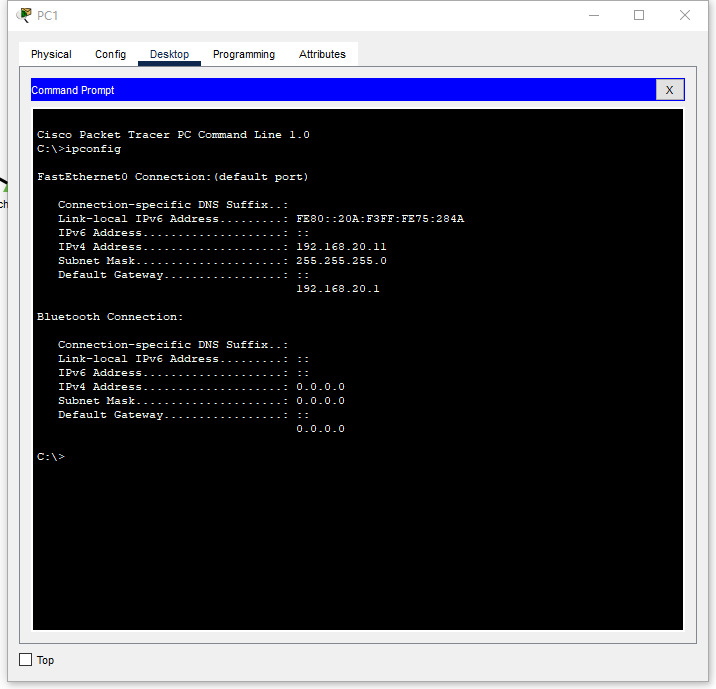 PC1
Physical Config Desktop Programming Attributes
Command Prompt X
Cisco Packet Tracer PC Command Line 1.0
C:\>ipconfig
FastEthernet0 Connection:(default port)
Connection-specific DNS Suffix..:
Link-local IPv6 Address.........: FE80::20A:F3FF:FE75:284A
IPv6 Address....................: ::
IPv4 Address....................: 192.168.20.11
Subnet Mask.....................: 255.255.255.0
Default Gateway.................: ::
192.168.20.1
Bluetooth Connection:
Connection-specific DNS Suffix..:
Link-local IPv6 Address.........: ::
IPv6 Address....................: ::
IPv4 Address....................: 0.0.0.0
Subnet Mask.....................: 0.0.0.0
Default Gateway.................: ::
0.0.0.0
C:\>
ch
Top